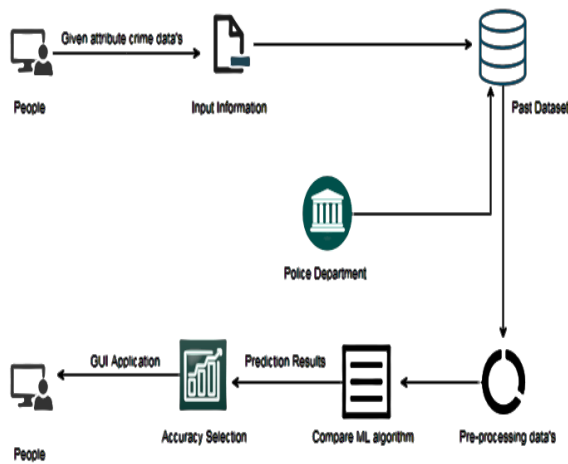 Given attribute crime data's
People
Input Information
Past Dataset
Police Department
GUI Application
Prediction Results
People
Accuracy Selection
Compare ML algorithm
Pre-processing data's